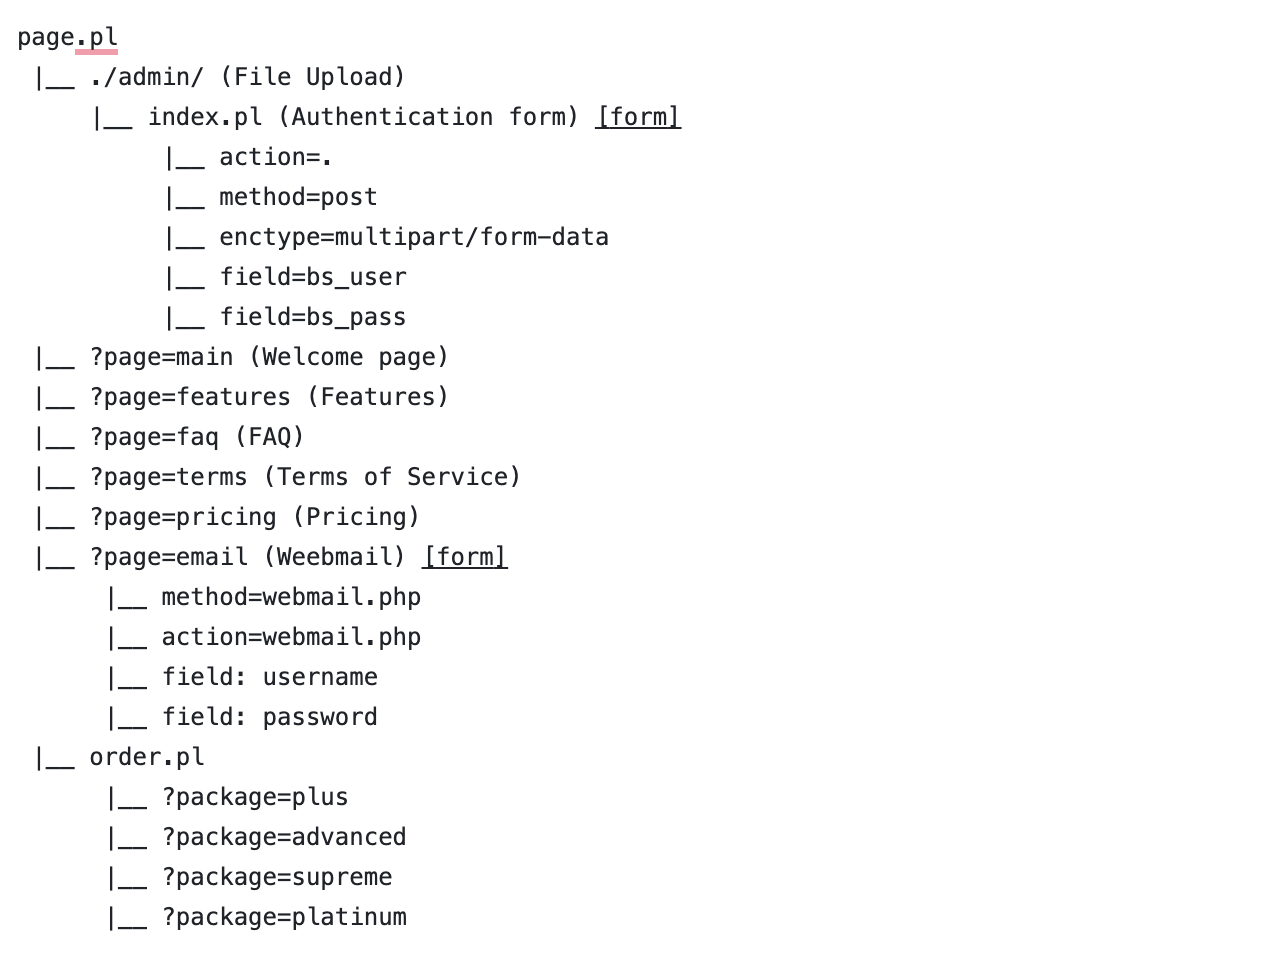 page.pl
|__ ./admin/ (File Upload)
|__ index.pl (Authentication form) [form]
|__ action=.
|__ method=post
|__ enctype=multipart/form-data
|__ field=bs_user
|__ field=bs_pass
|__ ?page=main (Welcome page)
|__ ?page=features (Features)
|__ ?page=faq (FAQ)
|__ ?page=terms (Terms of Service)
|__ ?page=pricing (Pricing)
|__ ?page=email (Weebmail) [form]
|__ method=webmail.php
|__ action=webmail.php
|__ field: username
|__ field: password
|__ order.pl
|__ ?package=plus
|__ ?package=advanced
|__ ?package=supreme
|__ ?package=platinum